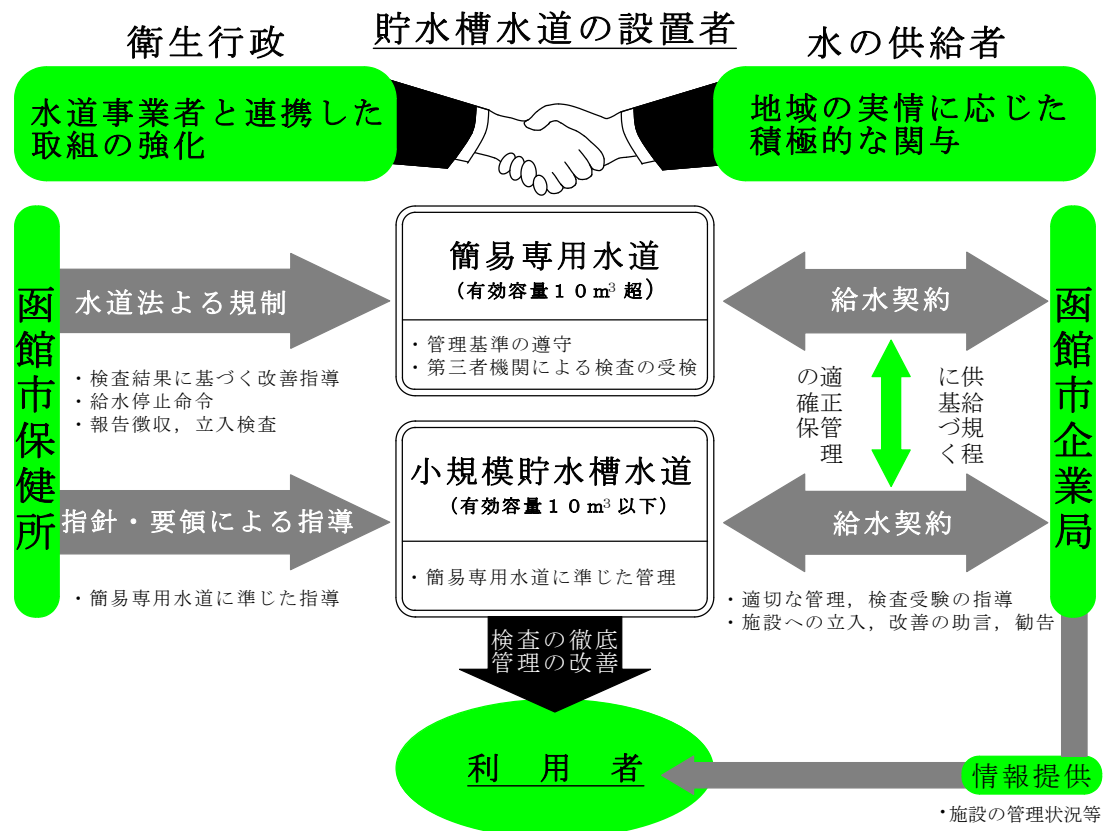 貯水槽水道の設置者
衛生行政
水の供給者
水道事業者と連携した
取組の強化
地域の実情に応じた
積極的な関与
函館市保健所
水道法よる規制
・検査結果に基づく改善指導
・給水停止命令
・報告徴収，立入検査
指針・要領による指導
・簡易専用水道に準じた指導
簡易専用水道
（有効容量１０m³超）
・管理基準の遵守
・第三者機関による検査の受検
小規模貯水槽水道
（有効容量１０m³以下）
・簡易専用水道に準じた管理
給水契約
供給規程
に基づく
適正管理
の確保
給水契約
・適切な管理，検査受験の指導
・施設への立入，改善の助言，勧告
函館市企業局
検査の徹底
管理の改善
利用者
情報提供
・施設の管理状況等